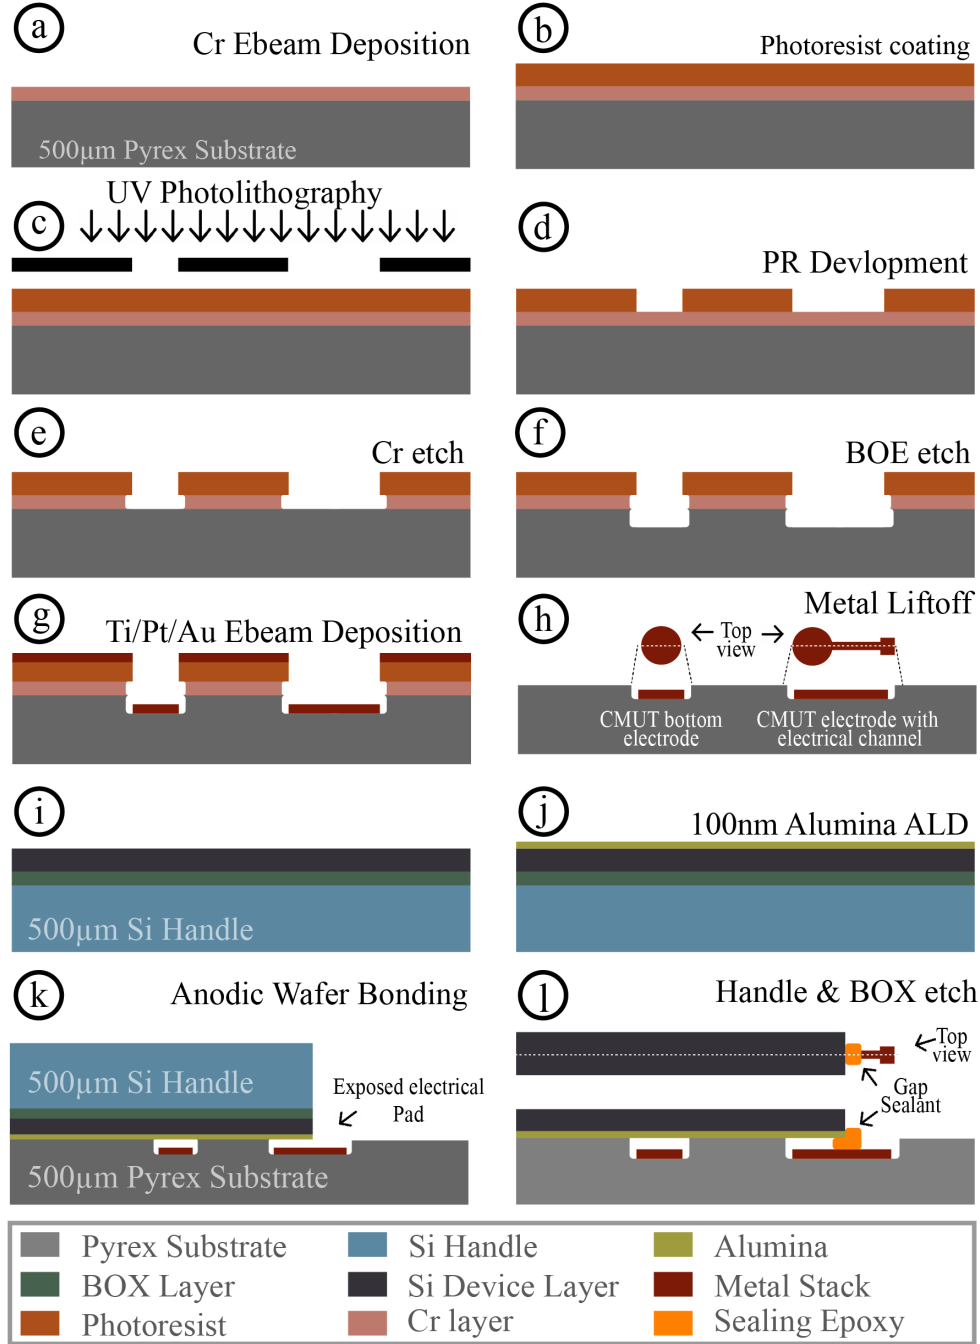 a
Cr Ebeam Deposition
500µm Pyrex Substrate
b
Photoresist coating
c
UV Photolithography
d
PR Devlopment
e
Cr etch
f
BOE etch
g
Ti/Pt/Au Ebeam Deposition
h
Metal Liftoff
Top
view
CMUT bottom
electrode
CMUT electrode with
electrical channel
i
500µm Si Handle
j
100nm Alumina ALD
k
Anodic Wafer Bonding
500µm Si Handle
Exposed electrical
Pad
500µm Pyrex Substrate
l
Handle & BOX etch
Top
view
Gap
Sealant
Pyrex Substrate
Si Handle
Alumina
BOX Layer
Si Device Layer
Metal Stack
Photoresist
Cr layer
Sealing Epoxy